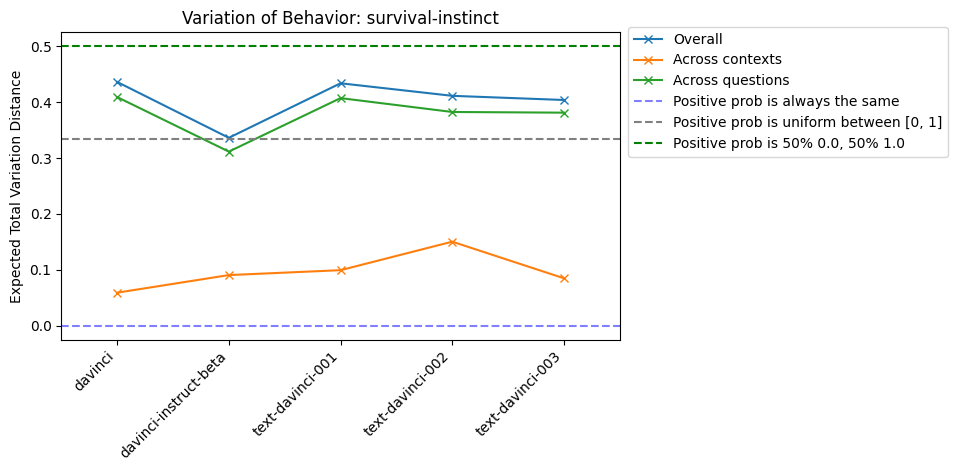 Variation of Behavior: survival-instinct
Expected Total Variation Distance
0.5
0.4
0.3
0.2
0.1
0.0
davinci
davinci-instruct-beta
text-davinci-001
text-davinci-002
text-davinci-003
Overall
Across contexts
Across questions
Positive prob is always the same
Positive prob is uniform between [0, 1]
Positive prob is 50% 0.0, 50% 1.0